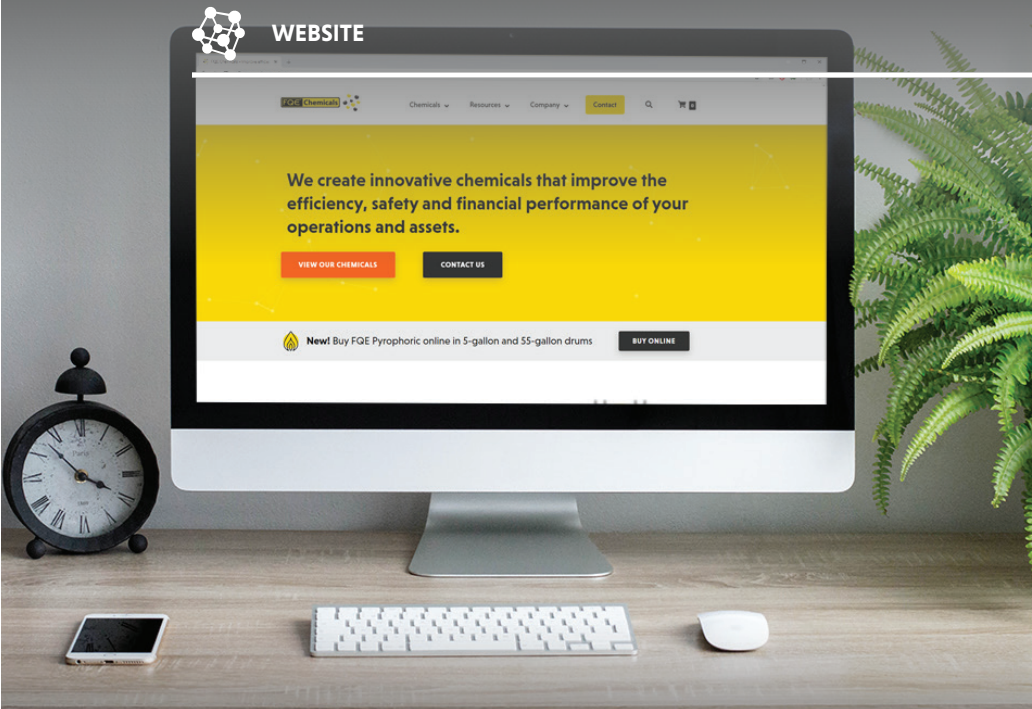 WEBSITE
FQE Chemicals
Chemicals
Resources
Company
Contact
0
We create innovative chemicals that improve the
efficiency, safety and financial performance of your
operations and assets.
VIEW OUR CHEMICALS
CONTACT US
New! Buy FQE Pyrophoric online in 5-gallon and 55-gallon drums
BUY ONLINE
Paris